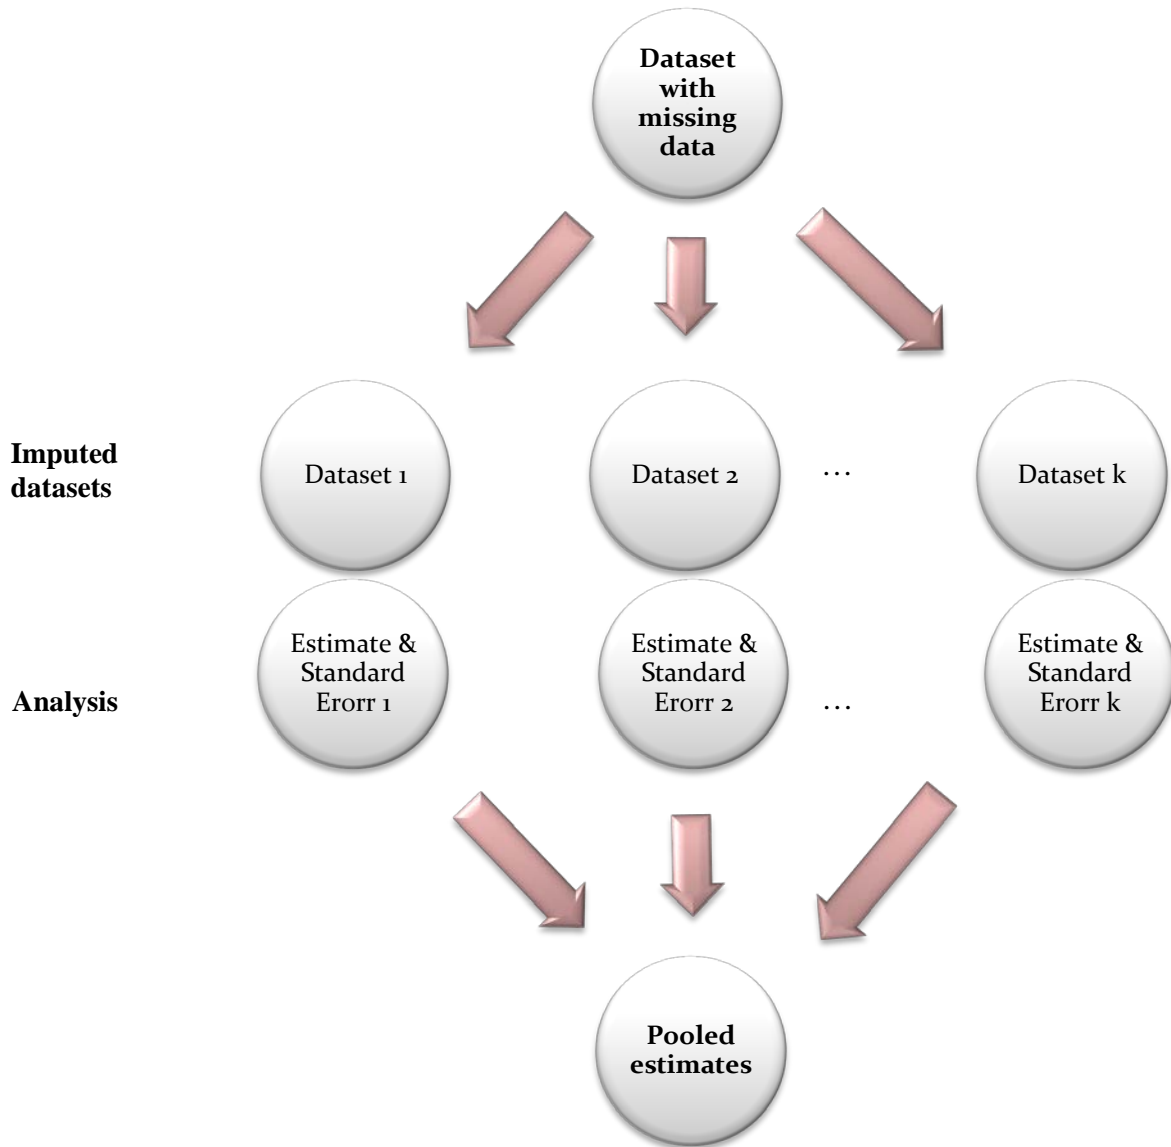 Dataset
with
missing
data
Imputed
datasets
Dataset 1
Dataset 2
...
Dataset k
Analysis
Estimate &
Standard
Erorr 1
Estimate &
Standard
Erorr 2
...
Estimate &
Standard
Erorr k
Pooled
estimates